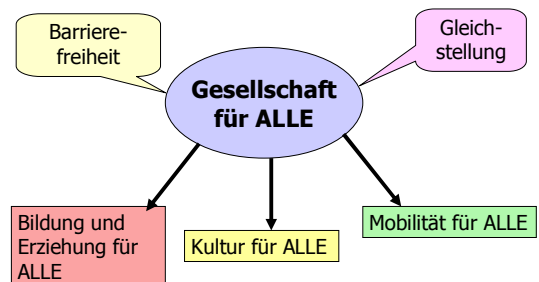 Barriere-
freiheit
Gleich-
stellung
Gesellschaft
für ALLE
Bildung und
Erziehung für
ALLE
Kultur für ALLE
Mobilität für ALLE